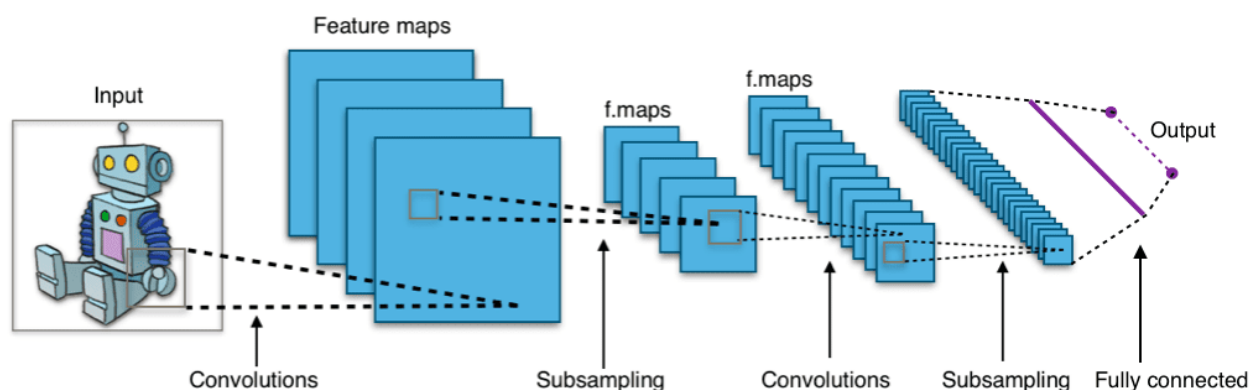 Feature maps
Input
f.maps
f.maps
Output
Convolutions
Subsampling
Convolutions
Subsampling
Fully connected